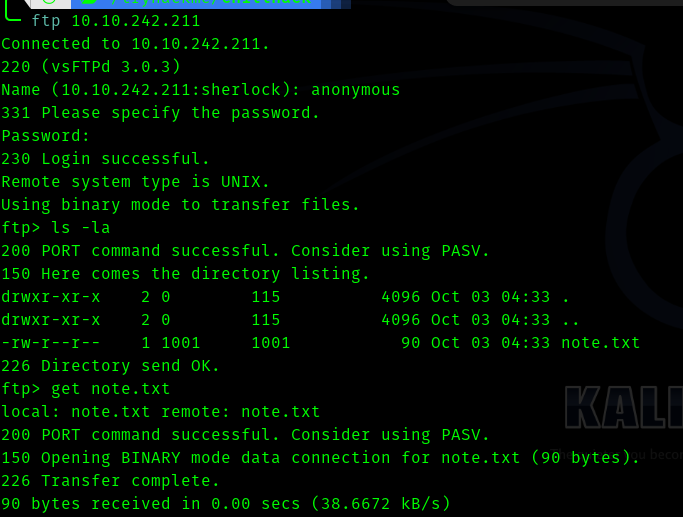 /tryhackme/chillhack
ftp 10.10.242.211
Connected to 10.10.242.211.
220 (vsFTPd 3.0.3)
Name (10.10.242.211:sherlock): anonymous
331 Please specify the password.
Password:
230 Login successful.
Remote system type is UNIX.
Using binary mode to transfer files.
ftp> ls -la
200 PORT command successful. Consider using PASV.
150 Here comes the directory listing.
drwxr-xr-x    2 0        115          4096 Oct 03 04:33 .
drwxr-xr-x    2 0        115          4096 Oct 03 04:33 ..
-rw-r--r--    1 1001     1001           90 Oct 03 04:33 note.txt
226 Directory send OK.
ftp> get note.txt
local: note.txt remote: note.txt
200 PORT command successful. Consider using PASV.
150 Opening BINARY mode data connection for note.txt (90 bytes).
226 Transfer complete.
90 bytes received in 0.00 secs (38.6672 kB/s)
KALI